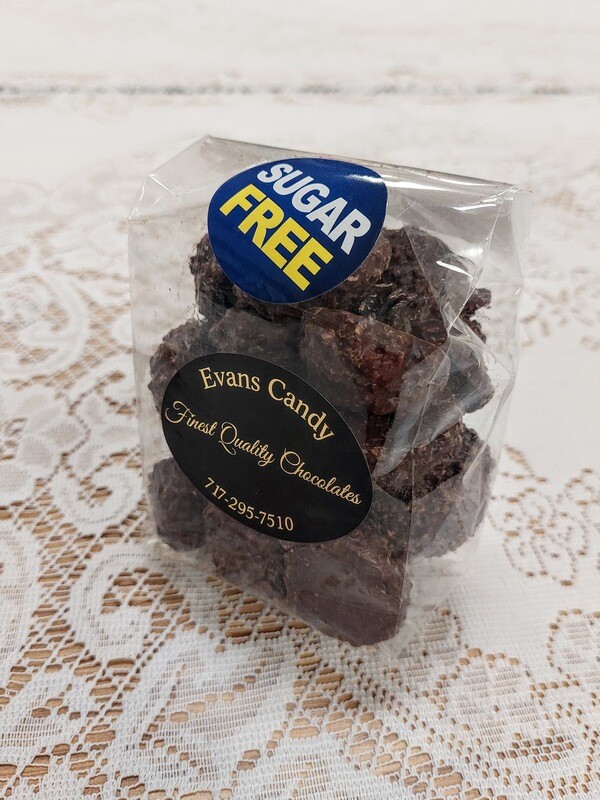 SUGAR
FREE
Evans Candy
Finest Quality Chocolates
717-295-7510